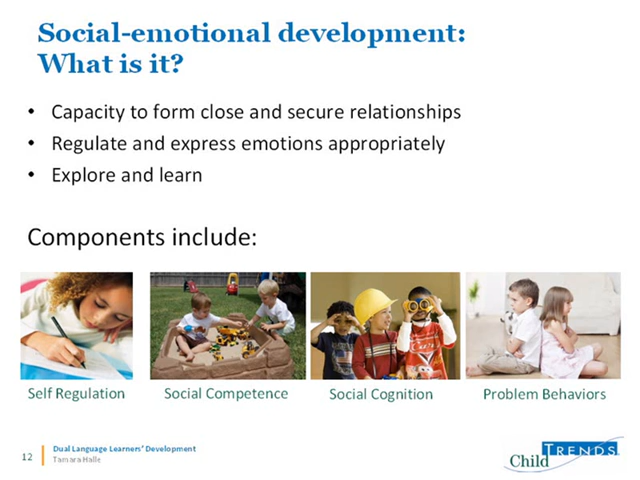 Social-emotional development:
What is it?
• Capacity to form close and secure relationships
• Regulate and express emotions appropriately
• Explore and learn
Components include:
Self Regulation
Social Competence
Social Cognition
Problem Behaviors
12
Dual Language Learners' Development
Tamara Halle
Child TRENDS